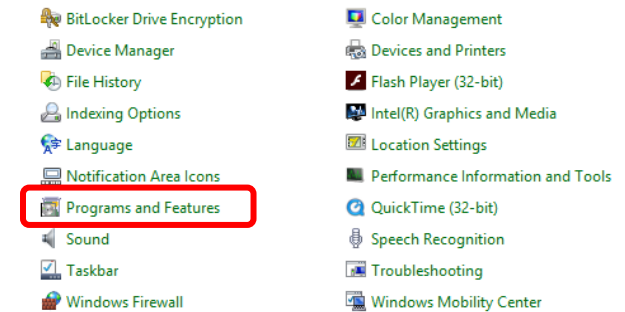 BitLocker Drive Encryption
Device Manager
File History
Indexing Options
Language
Notification Area Icons
Programs and Features
Sound
Taskbar
Windows Firewall
Color Management
Devices and Printers
Flash Player (32-bit)
Intel(R) Graphics and Media
Location Settings
Performance Information and Tools
QuickTime (32-bit)
Speech Recognition
Troubleshooting
Windows Mobility Center